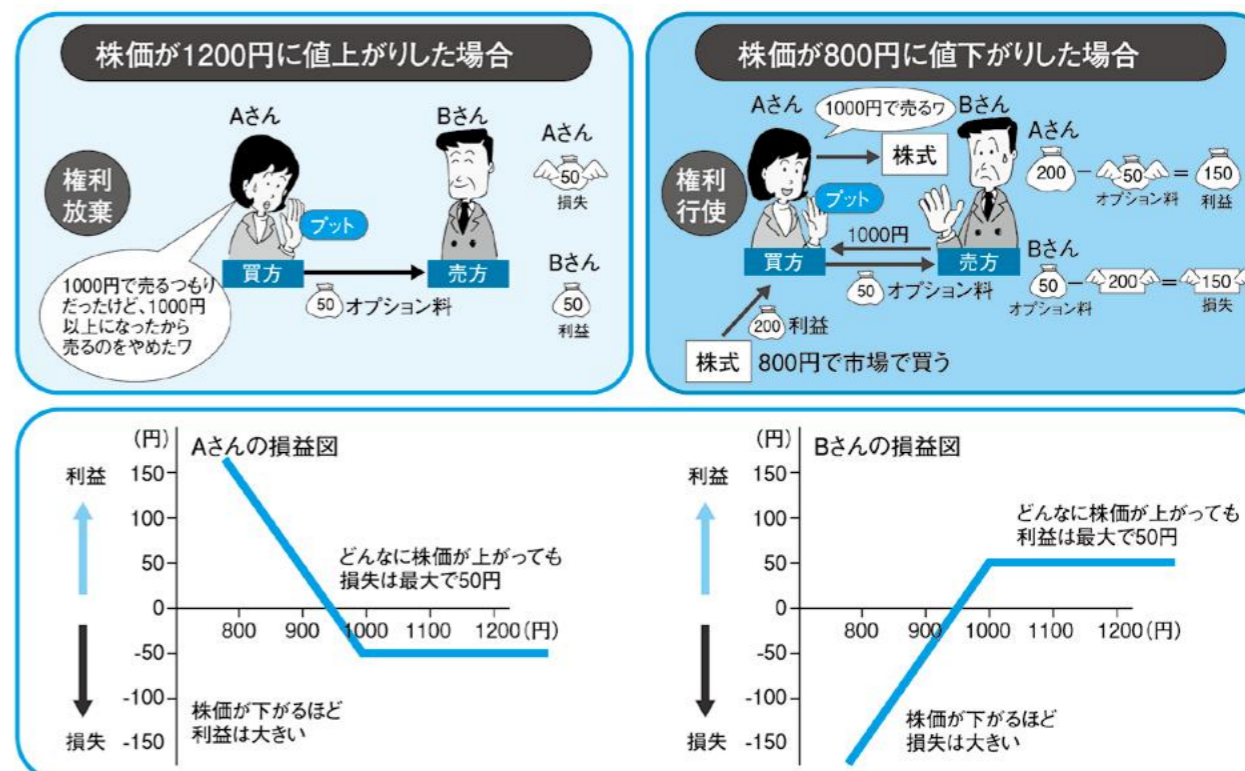 株価が1200円に値上がりした場合
Aさん
Bさん
権利
放棄
プット
1000円で売るつもり
だったけど、1000円
以上になったから
売るのをやめたワ
買方
売方
50 オプション料
Aさん
50
損失
Bさん
50
利益
株価が800円に値下がりした場合
Aさん
1000円で売るワ
Bさん
株式
権利
行使
プット
1000円
買方
売方
50 オプション料
200 利益
株式 800円で市場で買う
Aさん
200 − 50 = 150
オプション料 利益
Bさん
50 − 200 = 150
オプション料 損失
(円) Aさんの損益図
利益
損失
150
100
50
0
-50
-100
-150
800 900 1000 1100 1200(円)
どんなに株価が上がっても
損失は最大で50円
株価が下がるほど
利益は大きい
(円) Bさんの損益図
利益
損失
150
100
50
0
-50
-100
-150
800 900 1000 1100 1200(円)
どんなに株価が上がっても
利益は最大で50円
株価が下がるほど
損失は大きい